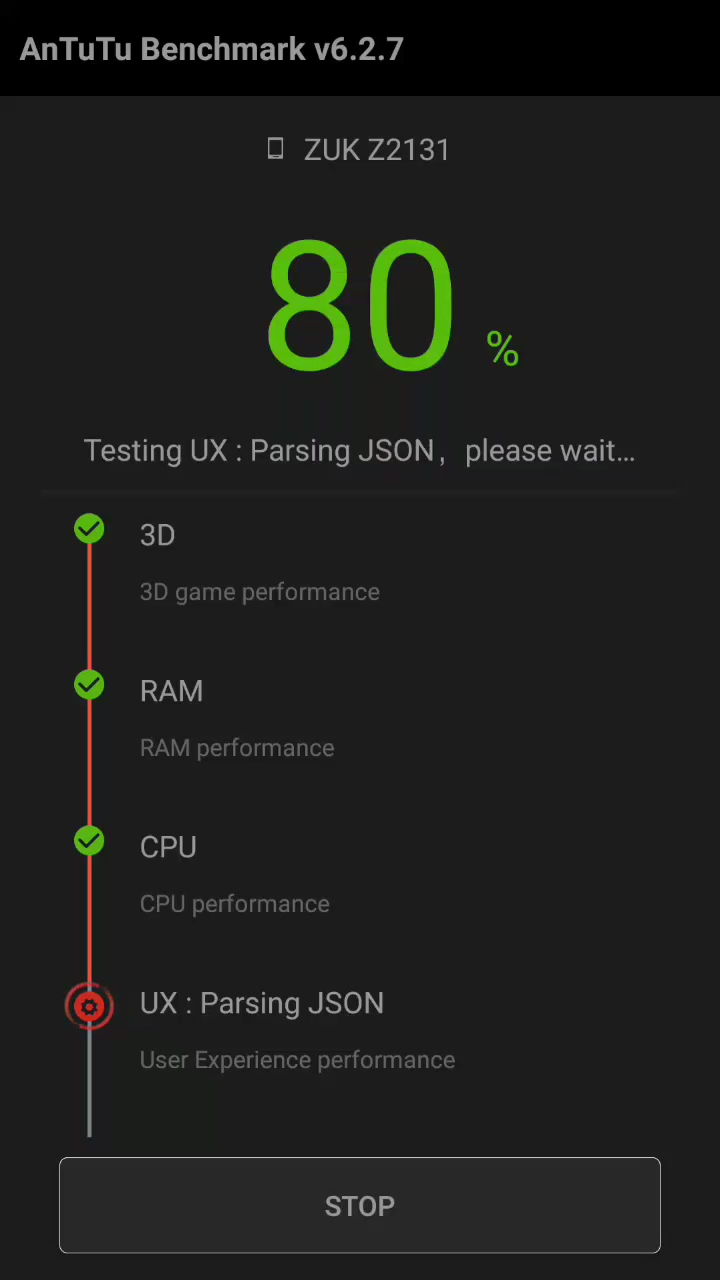 AnTuTu Benchmark v6.2.7
ZUK Z2131
80 %
Testing UX : Parsing JSON，please wait...
3D
3D game performance
RAM
RAM performance
CPU
CPU performance
UX : Parsing JSON
User Experience performance
STOP